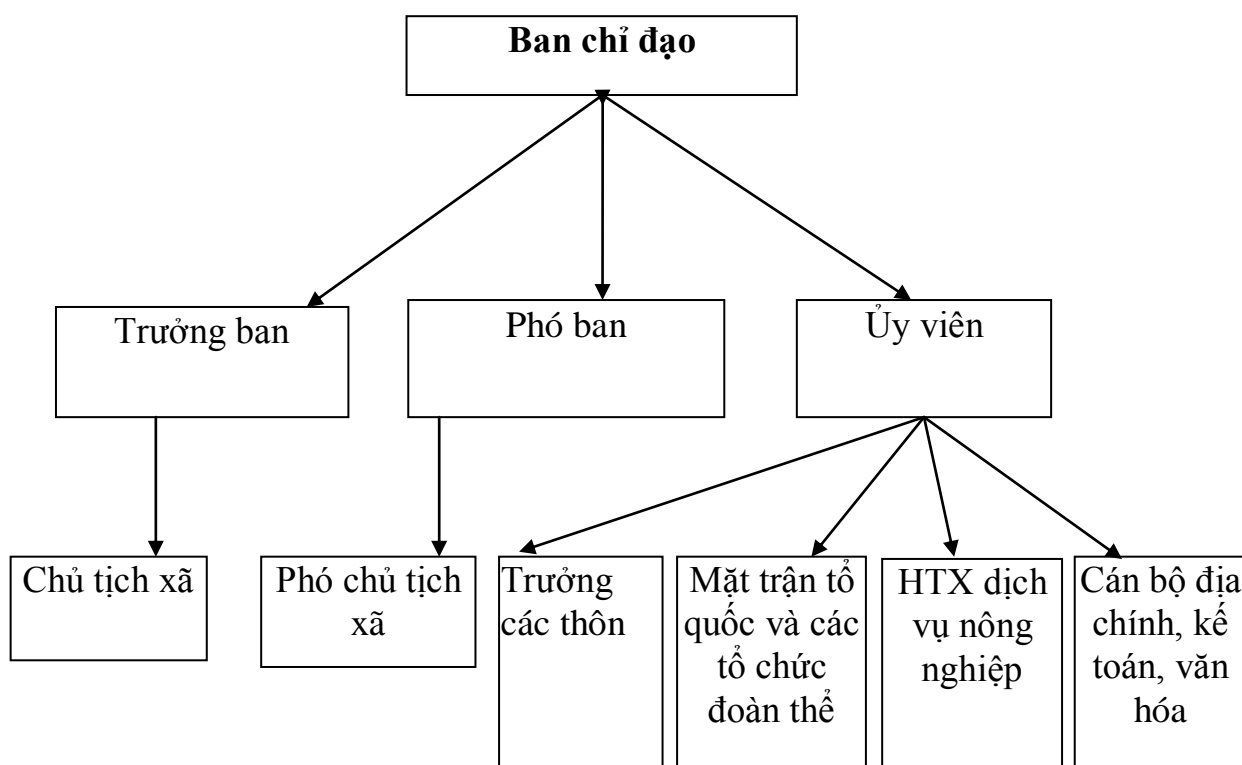 Ban chỉ đạo
Trưởng ban
Phó ban
Ủy viên
Chủ tịch xã
Phó chủ tịch
xã
Trưởng
các thôn
Mặt trận tổ
quốc và các
tổ chức
đoàn thể
HTX dịch
vụ nông
nghiệp
Cán bộ địa
chính, kế
toán, văn
hóa